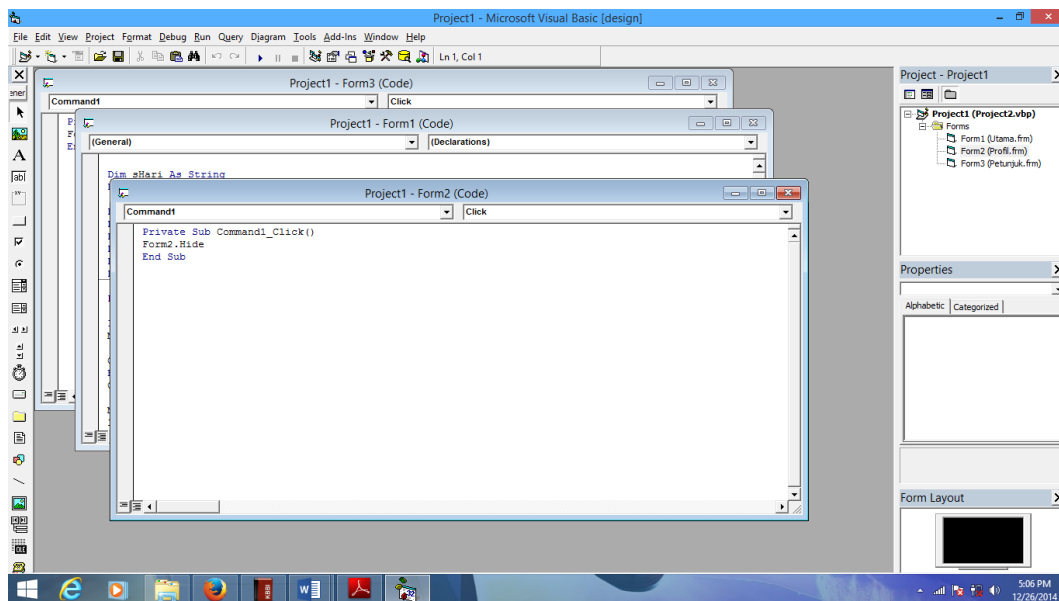 Project1 - Microsoft Visual Basic [design]
File Edit View Project Format Debug Run Query Diagram Tools Add-Ins Window Help
Ln 1, Col 1
Project1 - Form3 (Code)
Command1 Click
Project1 - Form1 (Code)
(General) (Declarations)
Dim sHari As String
Project1 - Form2 (Code)
Command1 Click
Private Sub Command1_Click()
Form2.Hide
End Sub
Project - Project1
Project1 (Project2.vbp)
Forms
Form1 (Utama.frm)
Form2 (Profil.frm)
Form3 (Petunjuk.frm)
Properties
Alphabetic Categorized
Form Layout
A
ab
OLE
KBBI
5:06 PM
12/26/2014